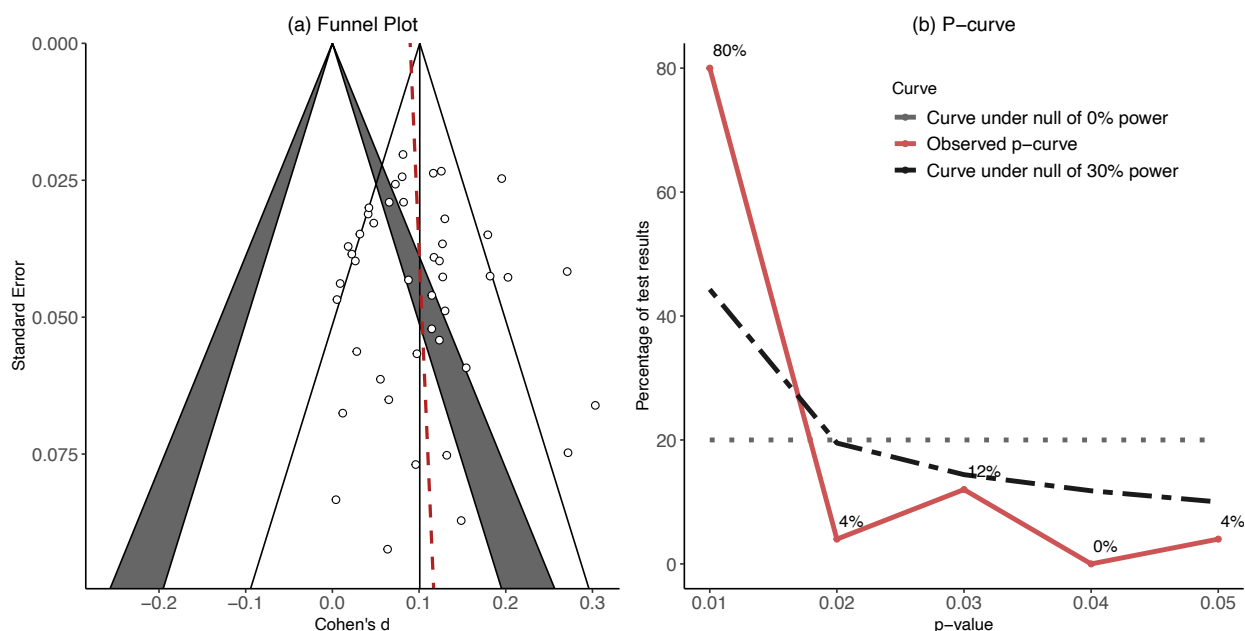 (a) Funnel Plot
0.000
0.025
0.050
0.075
Standard Error
−0.2
−0.1
0.0
0.1
0.2
0.3
Cohen's d
(b) P−curve
80
60
40
20
0
Percentage of test results
80%
4%
12%
0%
4%
Curve
Curve under null of 0% power
Observed p−curve
Curve under null of 30% power
0.01
0.02
0.03
0.04
0.05
p−value